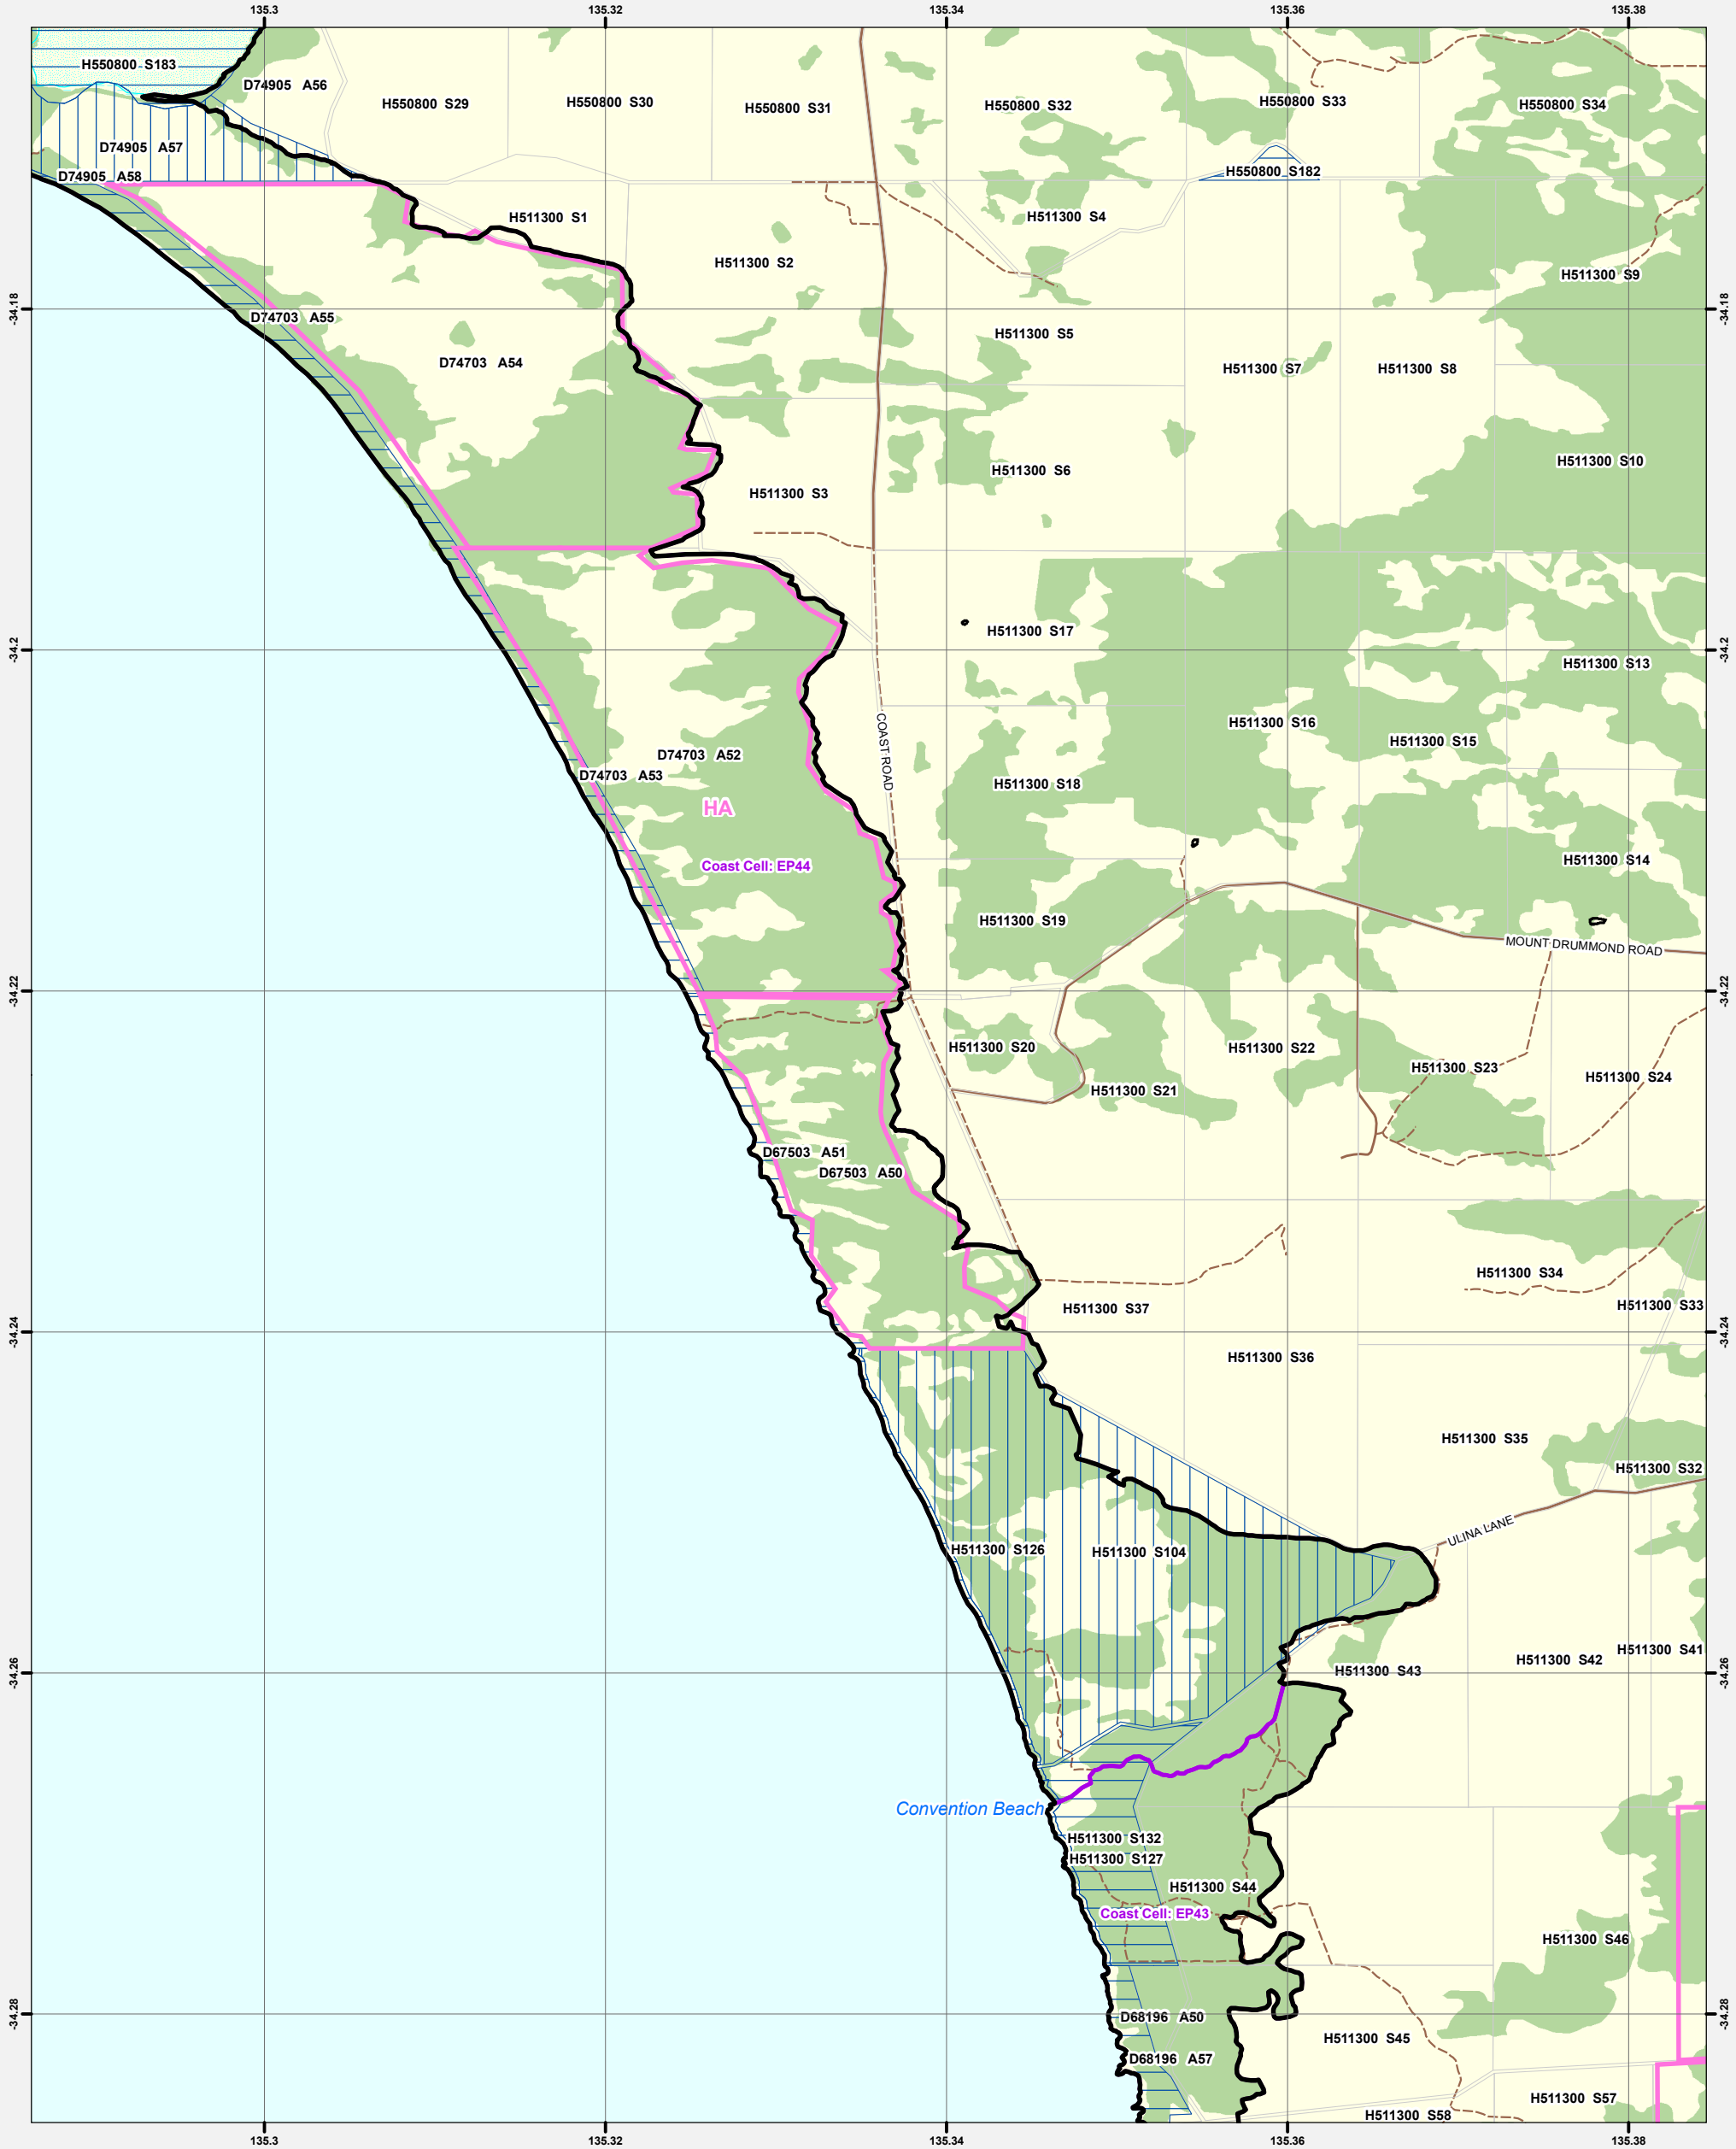 135.3 135.32 135.34 135.36 135.38
H550800 S183
D74905 A56
H550800 S29
H550800 S30
H550800 S31
H550800 S32
H550800 S33
H550800 S34
D74905 A57
D74905 A58
H550800 S182
H511300 S1
H511300 S4
H511300 S2
H511300 S9
-34.18
-34.18
D74703 A55
H511300 S5
D74703 A54
H511300 S7
H511300 S8
H511300 S10
H511300 S6
H511300 S3
H511300 S17
-34.2
-34.2
H511300 S13
H511300 S16
H511300 S15
COAST ROAD
D74703 A52
D74703 A53
H511300 S18
HA
Coast Cell: EP44
H511300 S14
H511300 S19
MOUNT DRUMMOND ROAD
-34.22
-34.22
H511300 S20
H511300 S22
H511300 S23
H511300 S24
H511300 S21
D67503 A51
D67503 A50
H511300 S34
H511300 S33
H511300 S37
-34.24
-34.24
H511300 S36
H511300 S35
H511300 S32
ULINA LANE
H511300 S126
H511300 S104
H511300 S41
H511300 S42
H511300 S43
-34.26
-34.26
Convention Beach
H511300 S132
H511300 S127
H511300 S44
Coast Cell: EP43
H511300 S46
-34.28
-34.28
D68196 A50
H511300 S45
D68196 A57
H511300 S57
H511300 S58
135.3 135.32 135.34 135.36 135.38